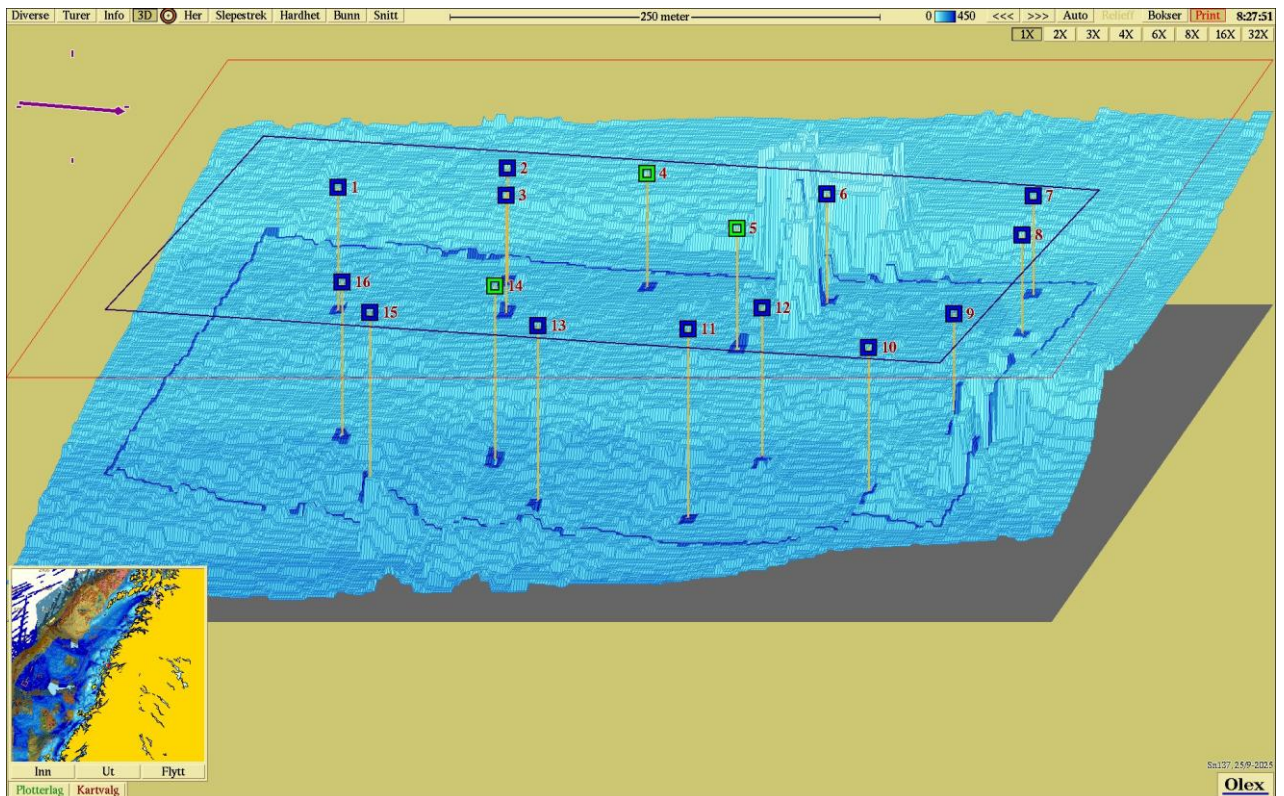 Diverse Turer Info 3D Her Slepestrek Hardhet Bunn Snitt 250 meter 0 450 <<< >>> Auto Relieff Bokser Print 8:27:51
1X 2X 3X 4X 6X 8X 16X 32X
2
4
1
3
6
7
5
8
16
14
15
12
9
13
11
10
Inn Ut Flytt
Sn137, 25/9-2025
Plotterlag Kartvalg
Olex